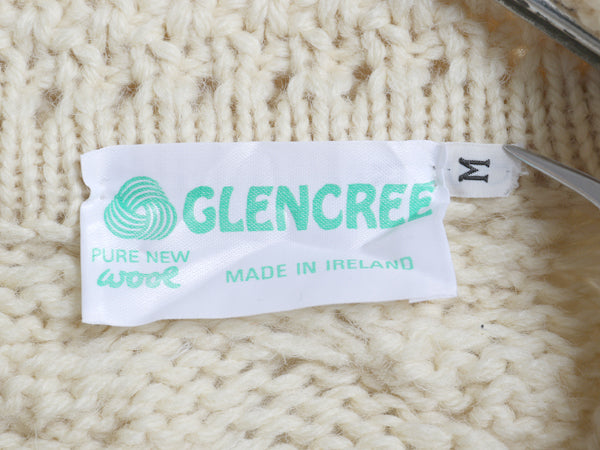 GLENCREE
PURE NEW
wool
MADE IN IRELAND
M